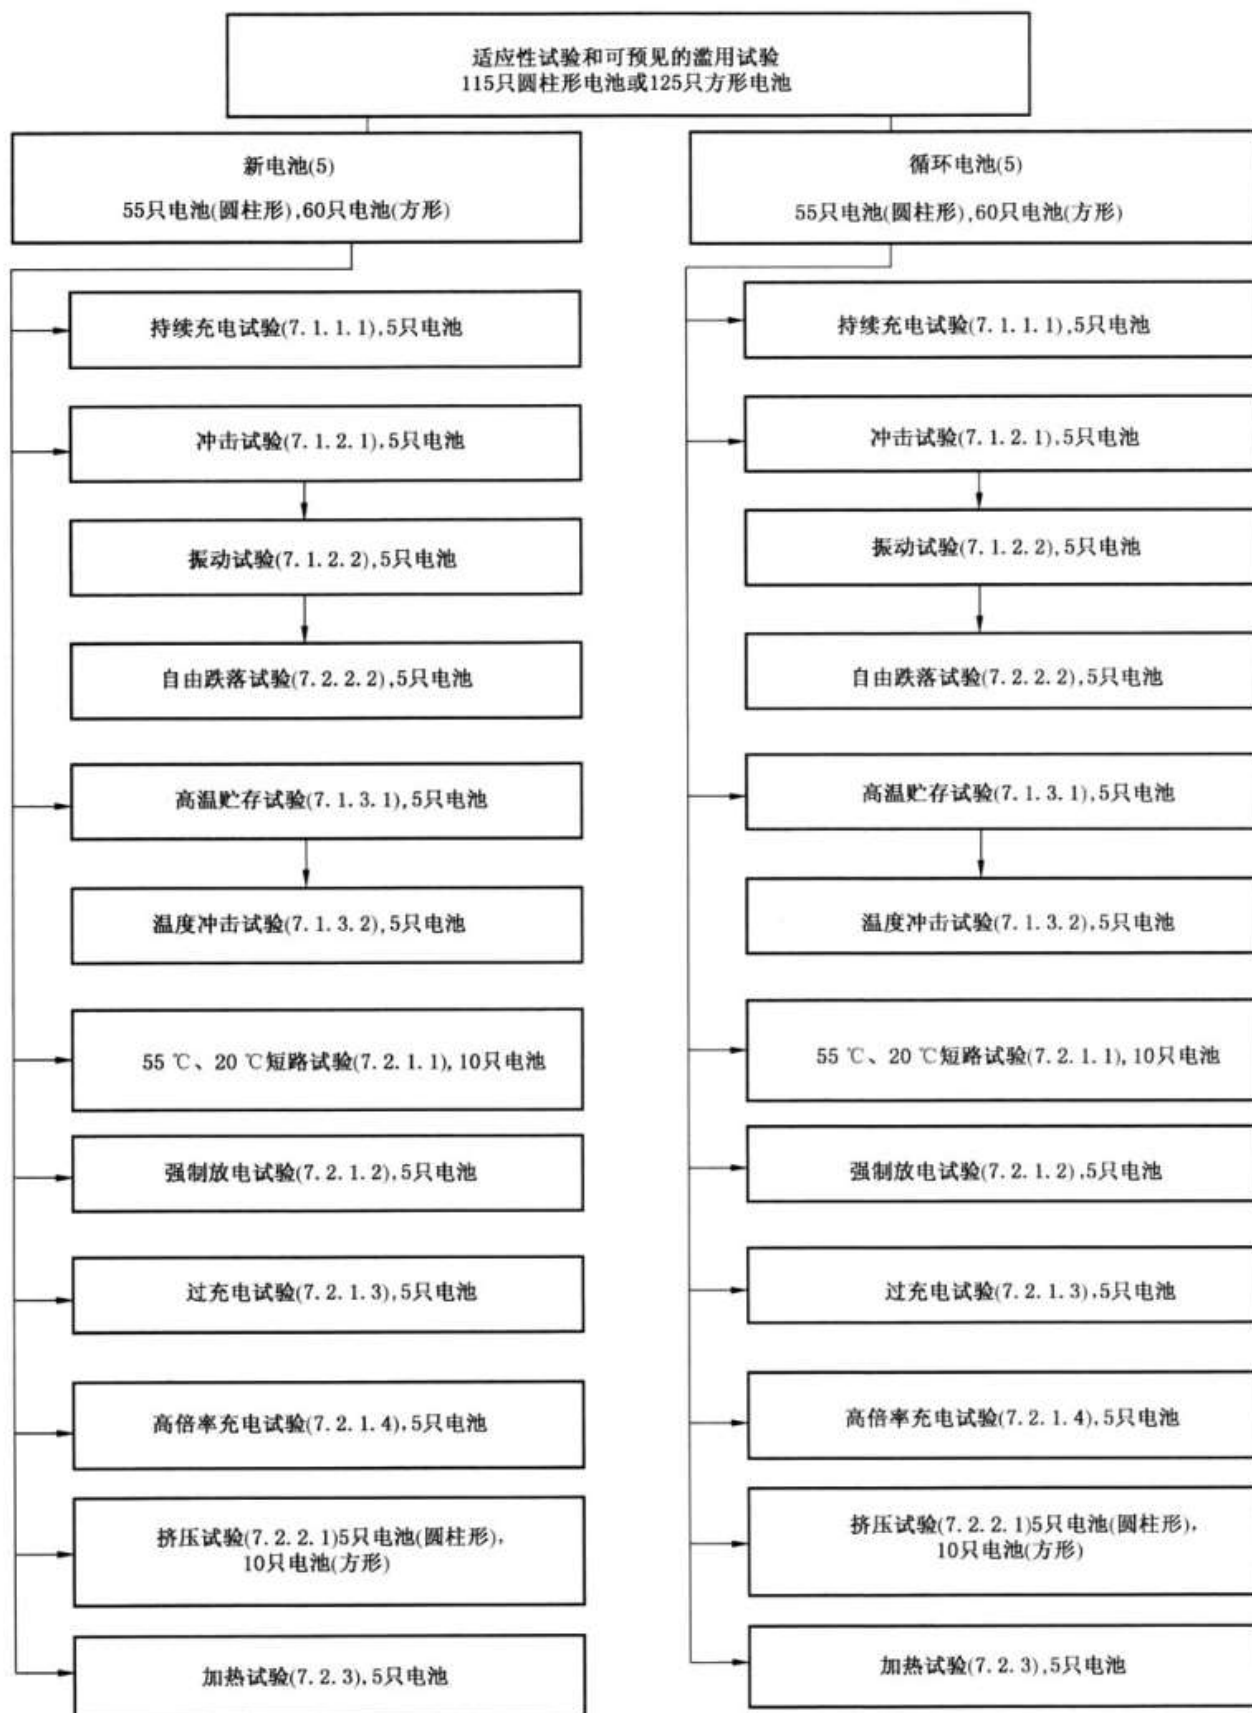 适应性试验和可预见的滥用试验
115只圆柱形电池或125只方形电池
新电池(5)
55只电池(圆柱形),60只电池(方形)
持续充电试验(7.1.1.1),5只电池
冲击试验(7.1.2.1),5只电池
振动试验(7.1.2.2),5只电池
自由跌落试验(7.2.2.2),5只电池
高温贮存试验(7.1.3.1),5只电池
温度冲击试验(7.1.3.2),5只电池
55 ℃、20 ℃短路试验(7.2.1.1),10只电池
强制放电试验(7.2.1.2),5只电池
过充电试验(7.2.1.3),5只电池
高倍率充电试验(7.2.1.4),5只电池
挤压试验(7.2.2.1)5只电池(圆柱形),
10只电池(方形)
加热试验(7.2.3),5只电池
循环电池(5)
55只电池(圆柱形),60只电池(方形)
持续充电试验(7.1.1.1),5只电池
冲击试验(7.1.2.1),5只电池
振动试验(7.1.2.2),5只电池
自由跌落试验(7.2.2.2),5只电池
高温贮存试验(7.1.3.1),5只电池
温度冲击试验(7.1.3.2),5只电池
55 ℃、20 ℃短路试验(7.2.1.1),10只电池
强制放电试验(7.2.1.2),5只电池
过充电试验(7.2.1.3),5只电池
高倍率充电试验(7.2.1.4),5只电池
挤压试验(7.2.2.1)5只电池(圆柱形),
10只电池(方形)
加热试验(7.2.3),5只电池